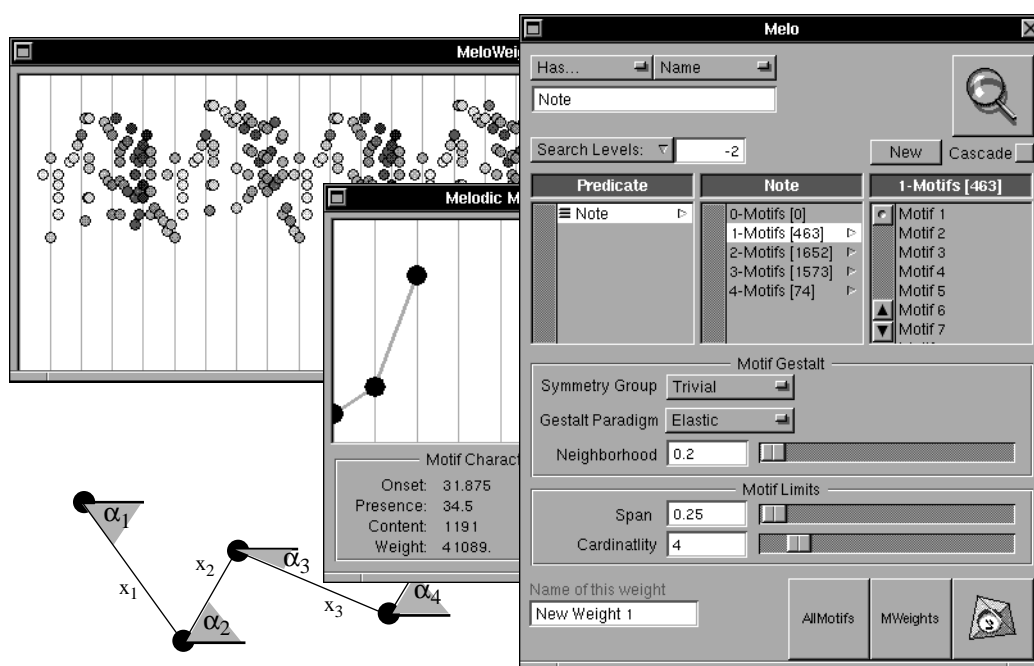 MeloWei
Melodic M
Motif Charact
Onset: 31.875
Presence: 34.5
Content: 1191
Weight: 41089.
α1
x1
α2
x2
α3
x3
α4
Melo
Has... Name
Note
Search Levels: -2
New Cascade
Predicate Note 1-Motifs [463]
Note
0-Motifs [0]
1-Motifs [463]
2-Motifs [1652]
3-Motifs [1573]
4-Motifs [74]
Motif 1
Motif 2
Motif 3
Motif 4
Motif 5
Motif 6
Motif 7
Motif Gestalt
Symmetry Group Trivial
Gestalt Paradigm Elastic
Neighborhood 0.2
Motif Limits
Span 0.25
Cardinatlity 4
Name of this weight
New Weight 1
AllMotifs
MWeights